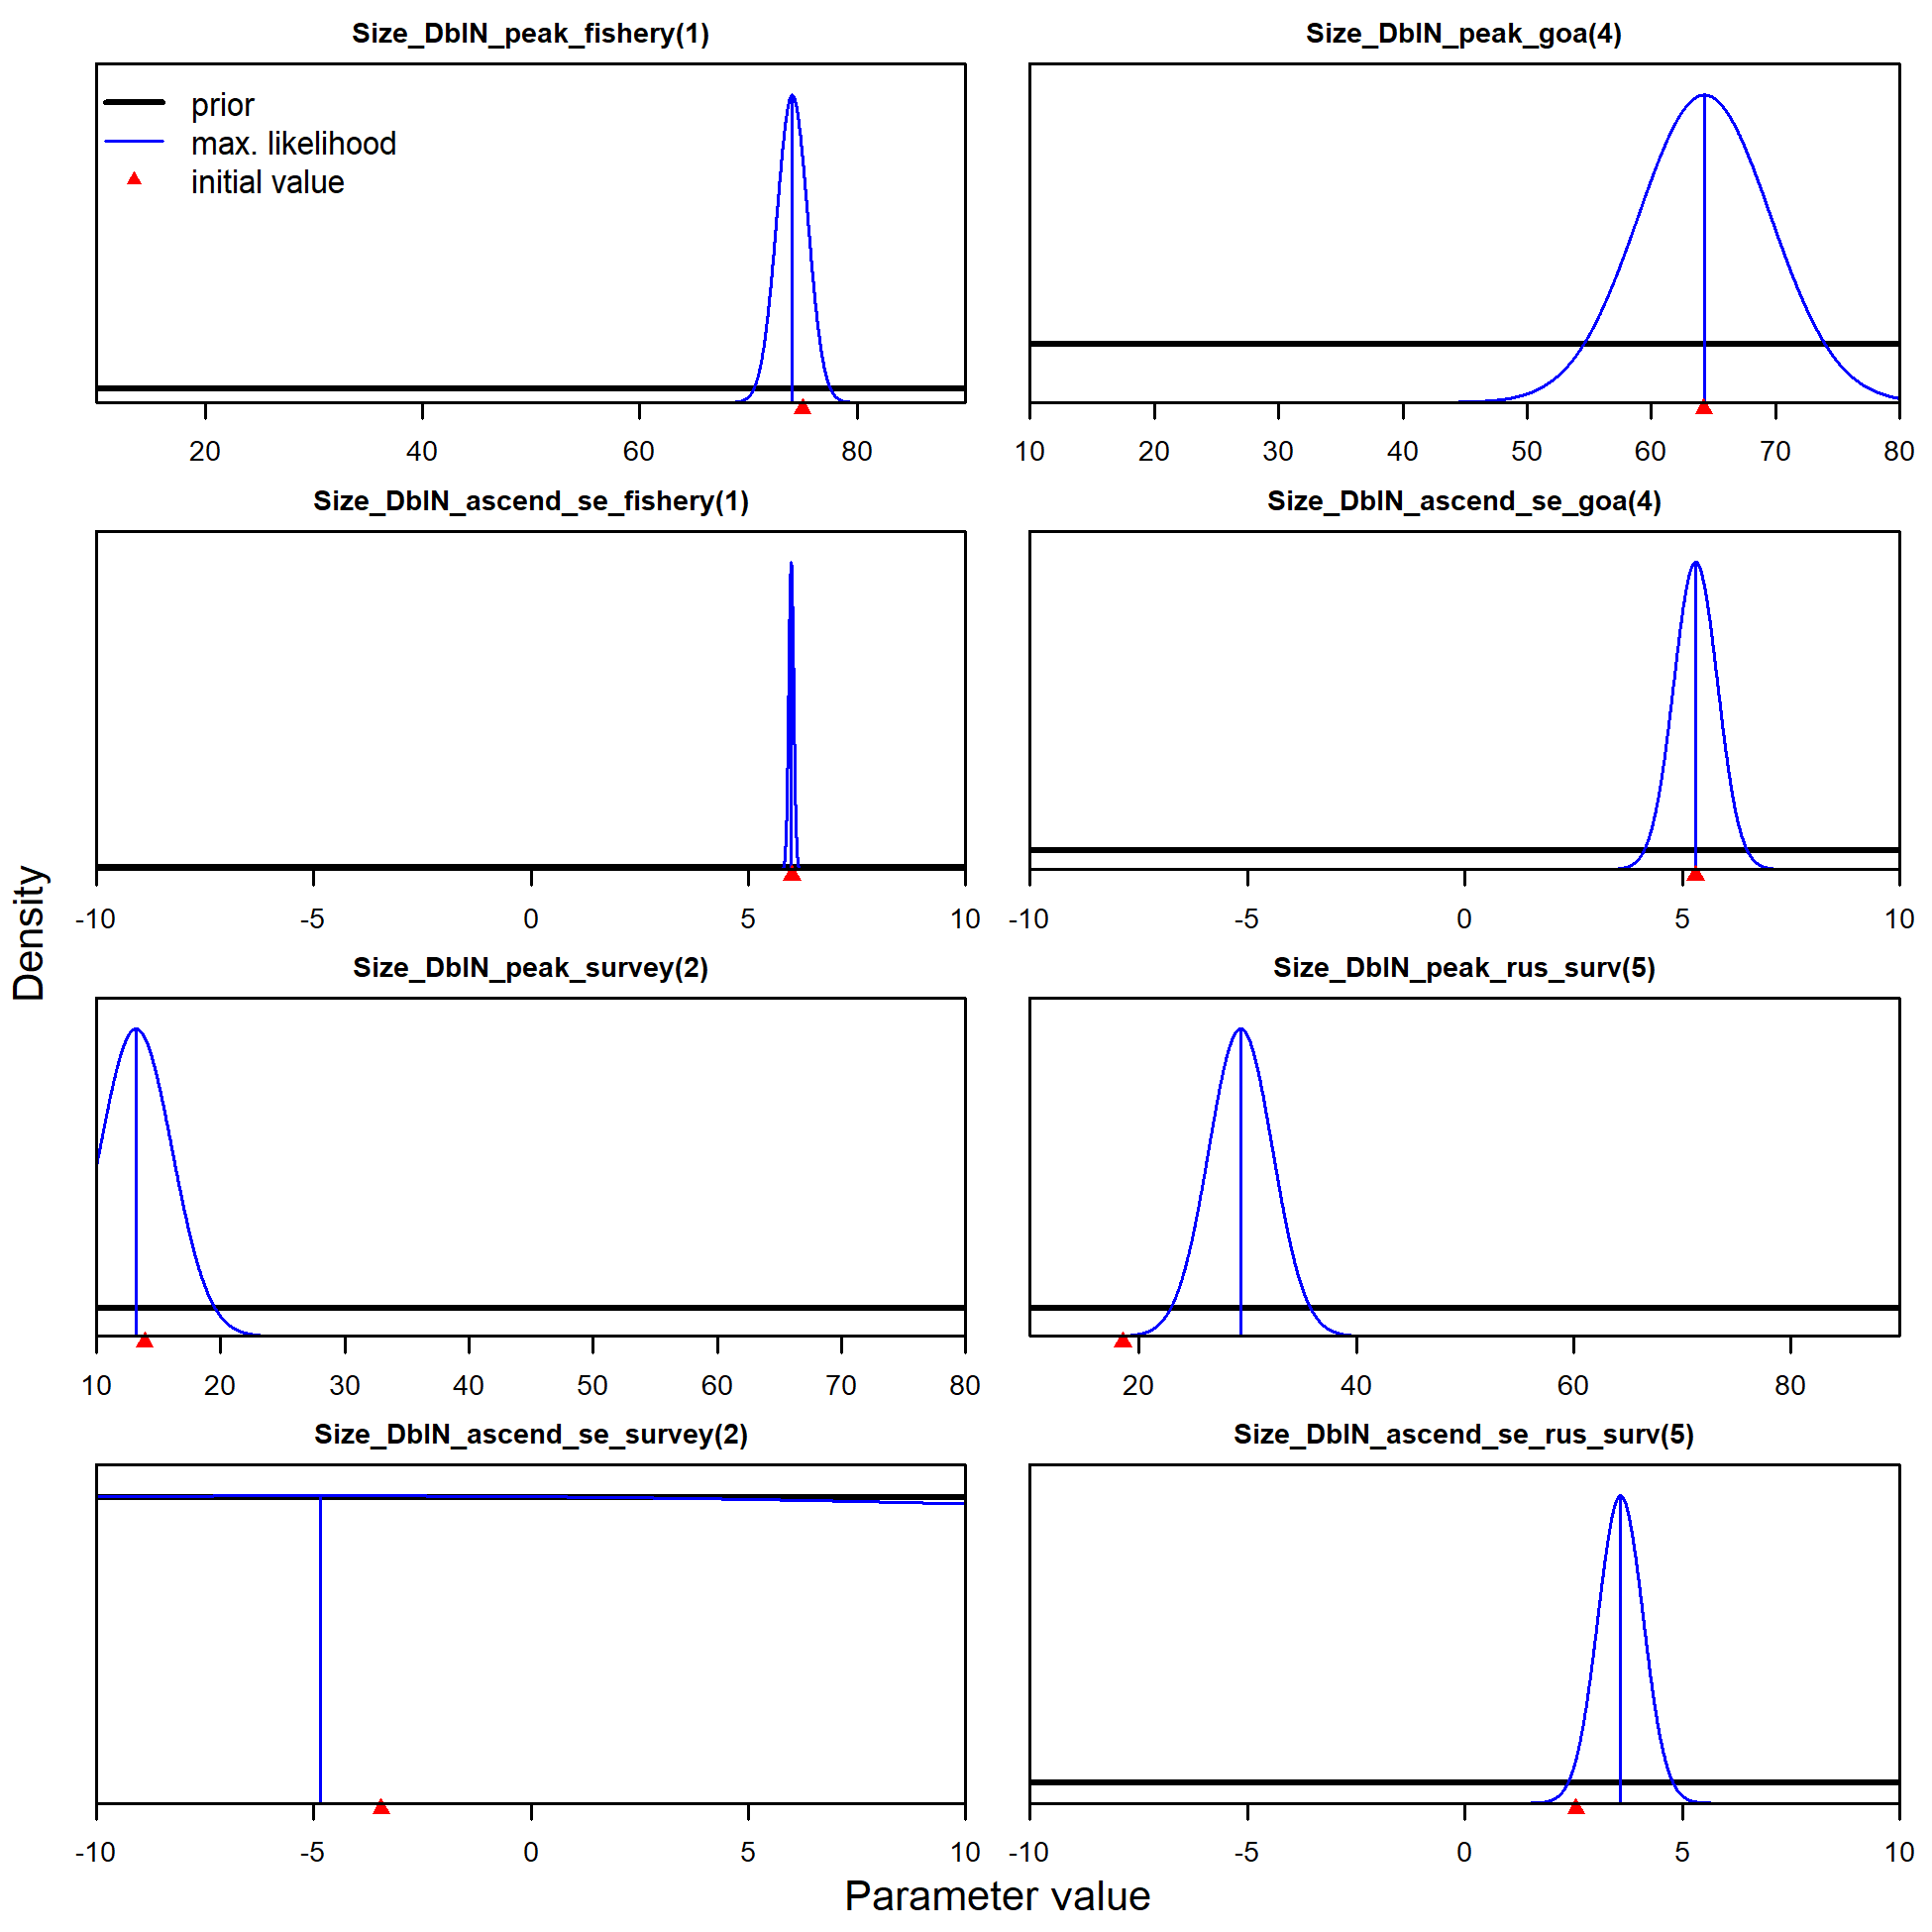 Size_DblN_peak_fishery(1)
prior
max. likelihood
initial value
20 40 60 80
Size_DblN_peak_goa(4)
10 20 30 40 50 60 70 80
Size_DblN_ascend_se_fishery(1)
-10 -5 0 5 10
Size_DblN_ascend_se_goa(4)
-10 -5 0 5 10
Size_DblN_peak_survey(2)
10 20 30 40 50 60 70 80
Size_DblN_peak_rus_surv(5)
20 40 60 80
Size_DblN_ascend_se_survey(2)
-10 -5 0 5 10
Size_DblN_ascend_se_rus_surv(5)
-10 -5 0 5 10
Density
Parameter value